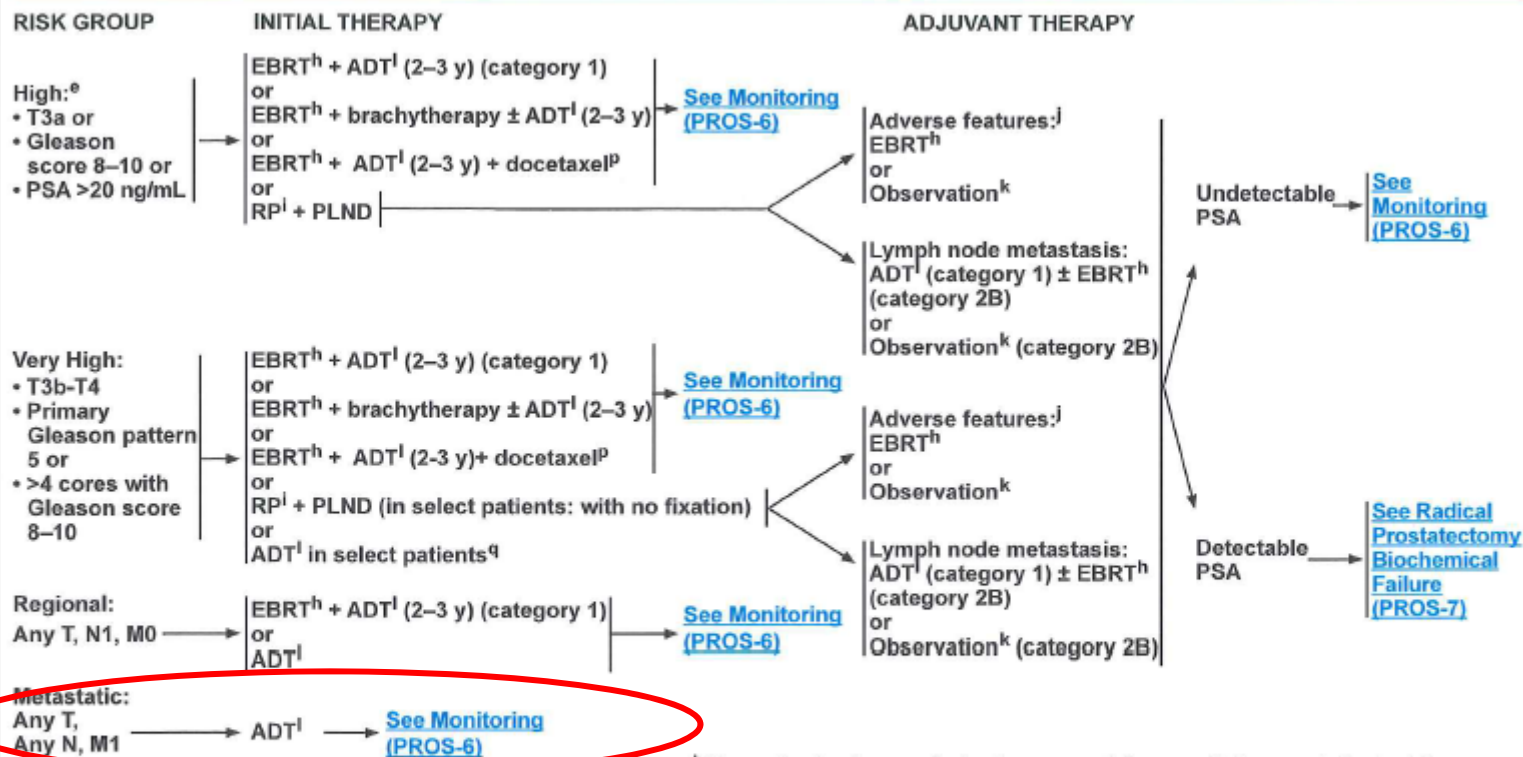 RISK GROUP
INITIAL THERAPY
ADJUVANT THERAPY
High:e
• T3a or
• Gleason
score 8–10 or
• PSA >20 ng/mL
EBRTh + ADTl (2–3 y) (category 1)
or
EBRTh + brachytherapy ± ADTl (2–3 y)
or
EBRTh + ADTl (2–3 y) + docetaxelp
or
RPi + PLND
See Monitoring
(PROS-6)
Adverse features:j
EBRTh
or
Observationk
Lymph node metastasis:
ADTl (category 1) ± EBRTh
(category 2B)
or
Observationk (category 2B)
Undetectable
PSA
See
Monitoring
(PROS-6)
Very High:
• T3b-T4
• Primary
Gleason pattern
5 or
• >4 cores with
Gleason score
8–10
EBRTh + ADTl (2–3 y) (category 1)
or
EBRTh + brachytherapy ± ADTl (2–3 y)
or
EBRTh + ADTl (2-3 y)+ docetaxelp
or
RPi + PLND (in select patients: with no fixation)
or
ADTl in select patientsq
See Monitoring
(PROS-6)
Adverse features:j
EBRTh
or
Observationk
Lymph node metastasis:
ADTl (category 1) ± EBRTh
(category 2B)
or
Observationk (category 2B)
Detectable
PSA
See Radical
Prostatectomy
Biochemical
Failure
(PROS-7)
Regional:
Any T, N1, M0
EBRTh + ADTl (2–3 y) (category 1)
or
ADTl
See Monitoring
(PROS-6)
Metastatic:
Any T,
Any N, M1
ADTl
See Monitoring
(PROS-6)